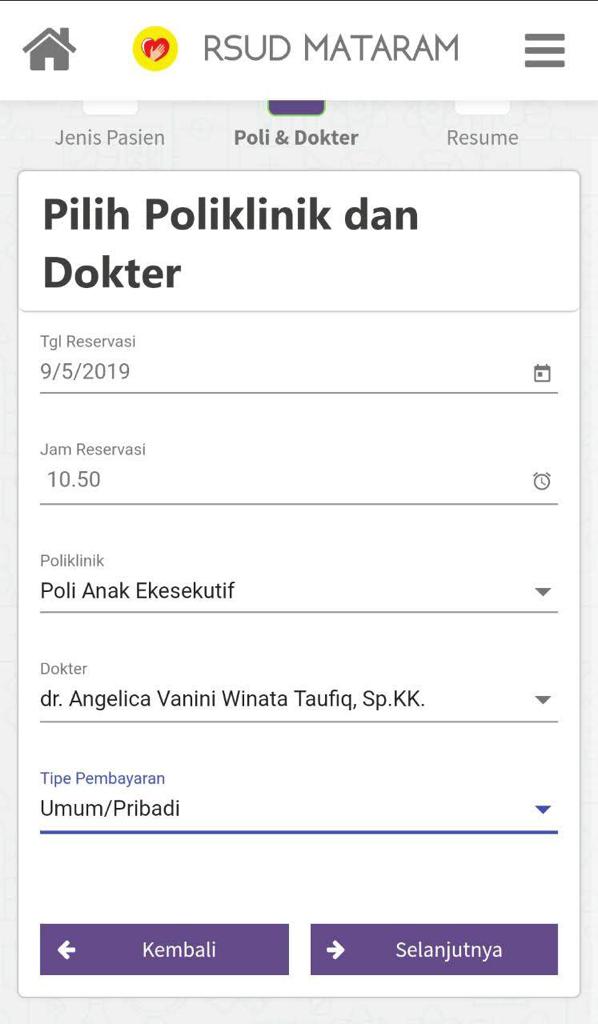 RSUD MATARAM
Jenis Pasien
Poli & Dokter
Resume
Pilih Poliklinik dan
Dokter
Tgl Reservasi
9/5/2019
Jam Reservasi
10.50
Poliklinik
Poli Anak Ekesekutif
Dokter
dr. Angelica Vanini Winata Taufiq, Sp.KK.
Tipe Pembayaran
Umum/Pribadi
Kembali
Selanjutnya